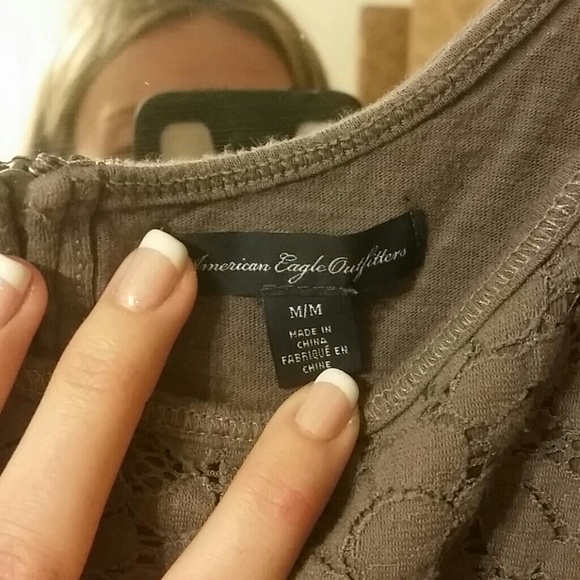 American Eagle Outfitters
M/M
MADE IN
CHINA
FABRIQUÉ EN
CHINE